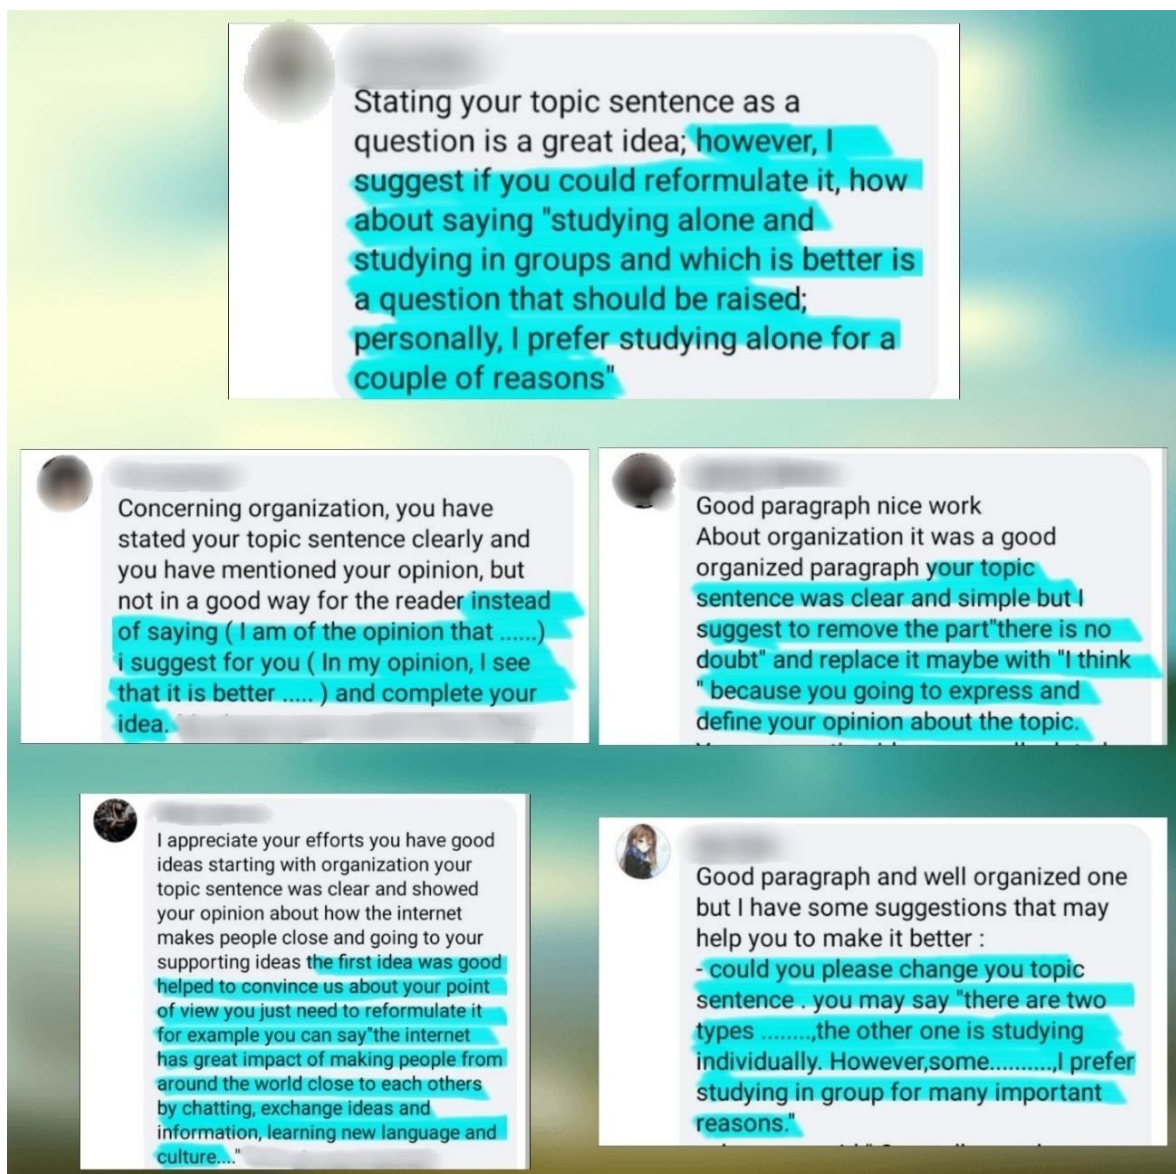 Stating your topic sentence as a
question is a great idea; however, I
suggest if you could reformulate it, how
about saying "studying alone and
studying in groups and which is better is
a question that should be raised;
personally, I prefer studying alone for a
couple of reasons"
Concerning organization, you have
stated your topic sentence clearly and
you have mentioned your opinion, but
not in a good way for the reader instead
of saying ( I am of the opinion that ......)
i suggest for you ( In my opinion, I see
that it is better ..... ) and complete your
idea.
Good paragraph nice work
About organization it was a good
organized paragraph your topic
sentence was clear and simple but I
suggest to remove the part"there is no
doubt" and replace it maybe with "I think
" because you going to express and
define your opinion about the topic.
I appreciate your efforts you have good
ideas starting with organization your
topic sentence was clear and showed
your opinion about how the internet
makes people close and going to your
supporting ideas the first idea was good
helped to convince us about your point
of view you just need to reformulate it
for example you can say"the internet
has great impact of making people from
around the world close to each others
by chatting, exchange ideas and
information, learning new language and
culture...."
Good paragraph and well organized one
but I have some suggestions that may
help you to make it better :
- could you please change you topic
sentence . you may say "there are two
types ........,the other one is studying
individually. However,some..........,I prefer
studying in group for many important
reasons."